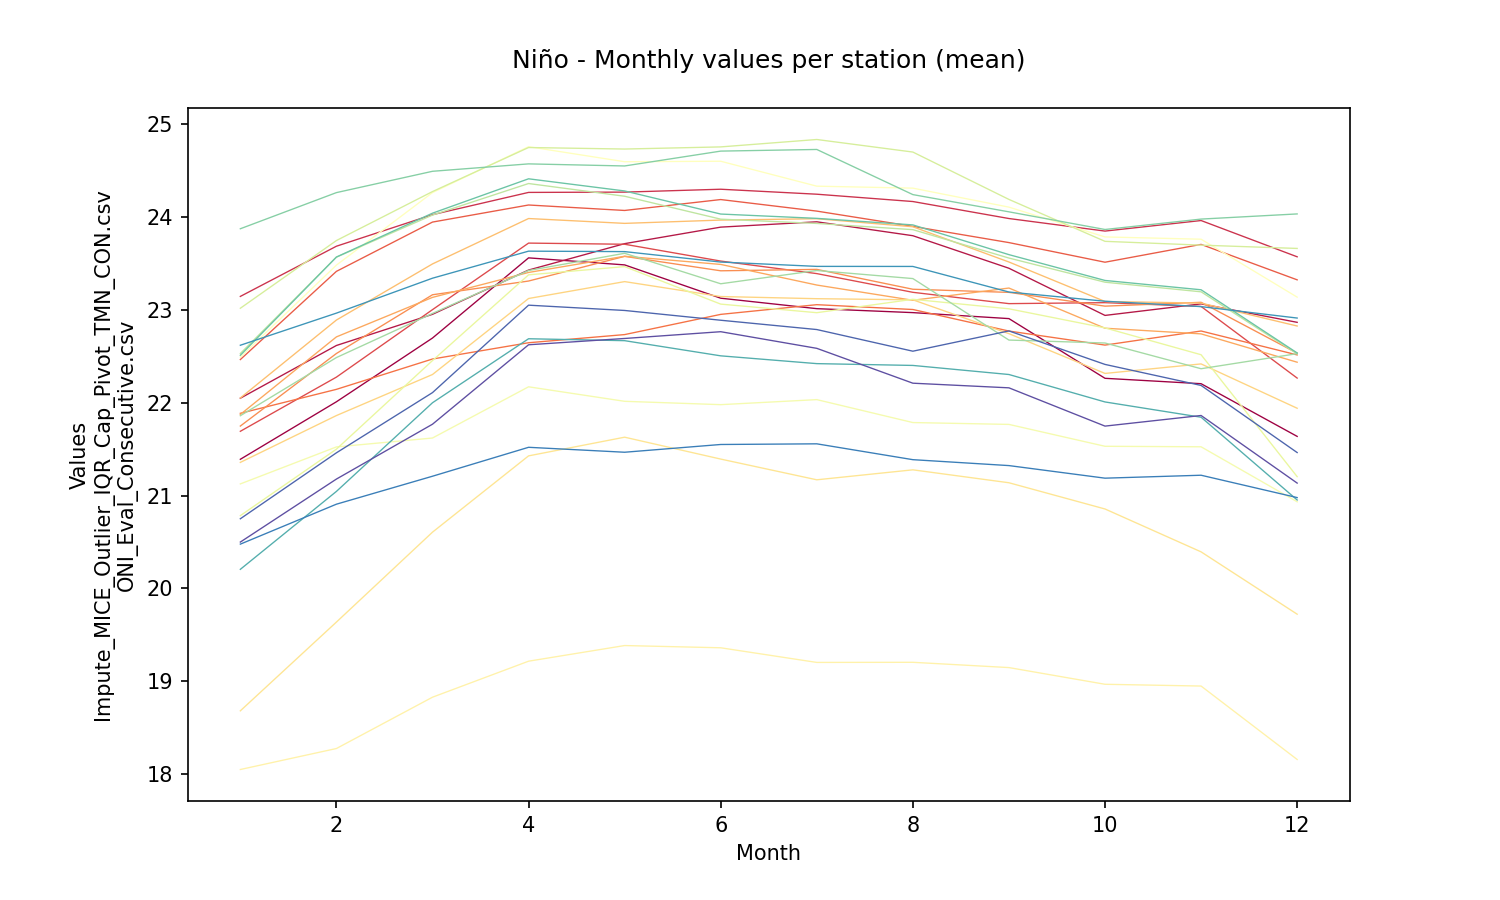 Niño - Monthly values per station (mean)
Values
Impute_MICE_Outlier_IQR_Cap_Pivot_TMN_CON.csv
ONI_Eval_Consecutive.csv
25
24
23
22
21
20
19
18
2 4 6 8 10 12
Month